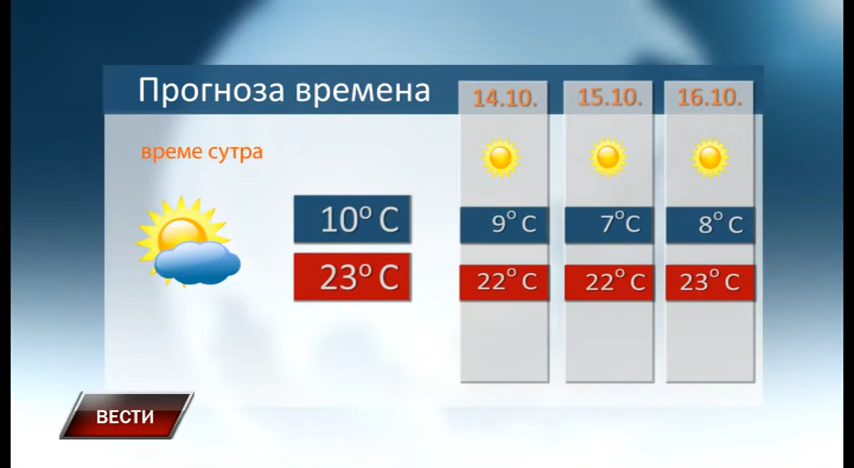 Прогноза времена
14.10. 15.10. 16.10.
време сутра
10° C
23° C
9° C 7°C 8° C
22° C 22° C 23° C
ВЕСТИ